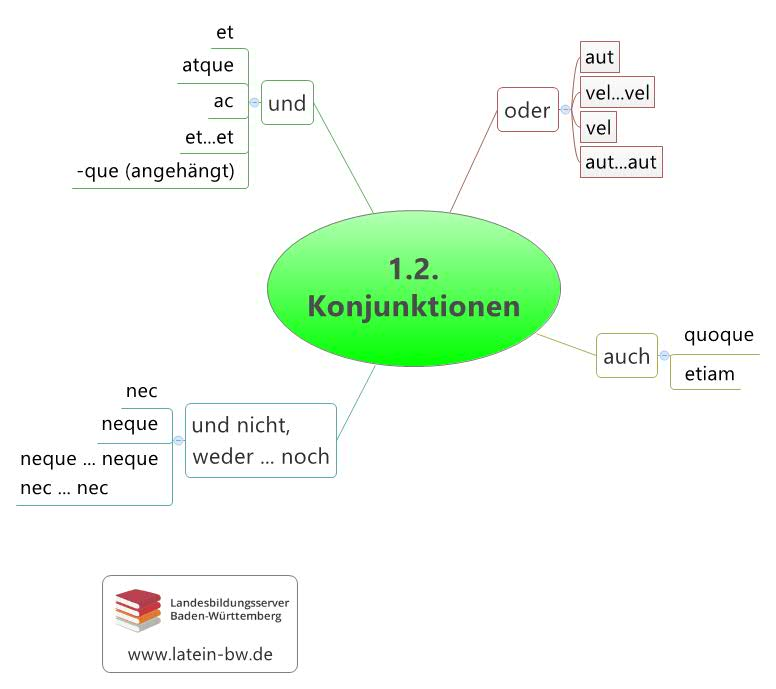 1.2.
Konjunktionen
und
et
atque
ac
et...et
-que (angehängt)
oder
aut
vel...vel
vel
aut...aut
auch
quoque
etiam
und nicht,
weder ... noch
nec
neque
neque ... neque
nec ... nec
Landesbildungsserver
Baden-Württemberg
www.latein-bw.de